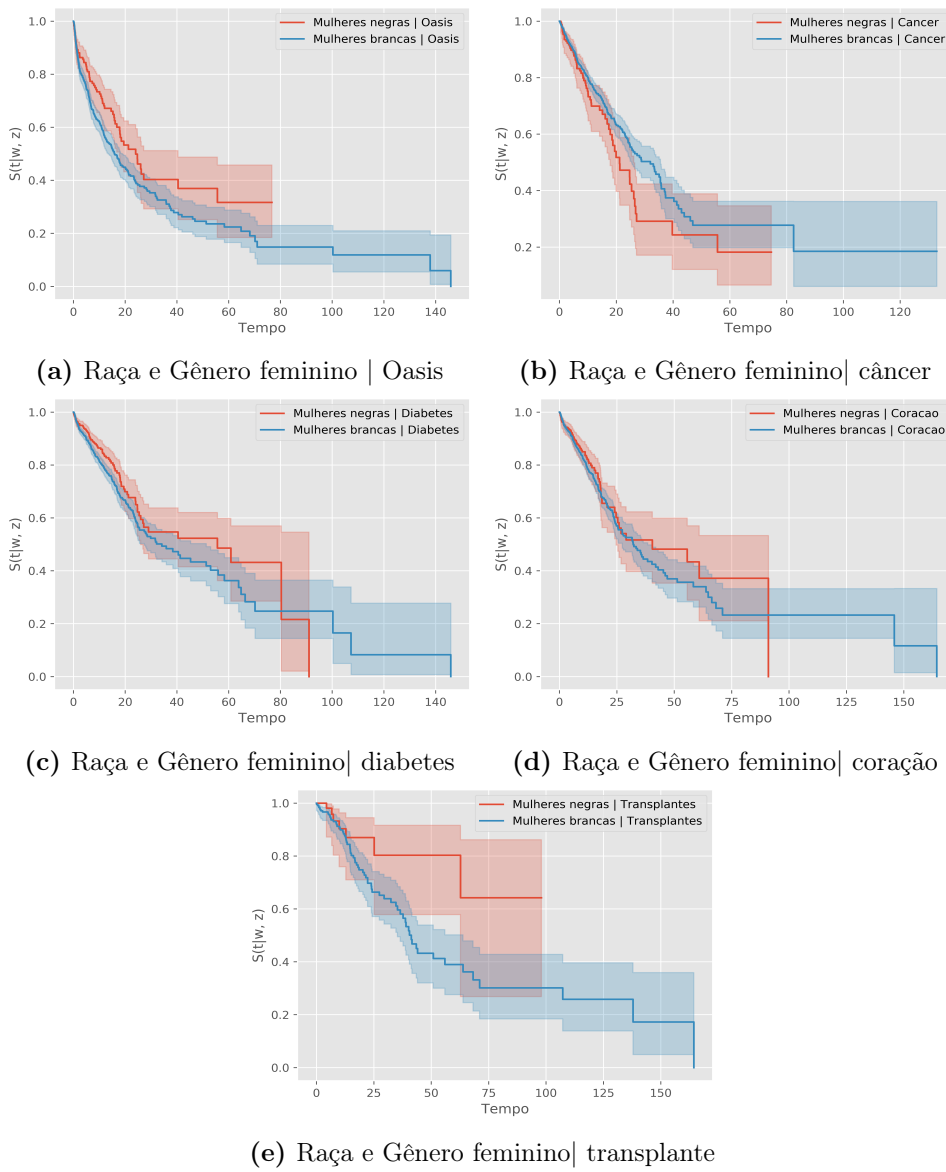 Mulheres negras | Oasis
Mulheres brancas | Oasis
1.0
0.8
0.6
0.4
0.2
0.0
S(t|w, z)
0 20 40 60 80 100 120 140
Tempo
(a) Raça e Gênero feminino | Oasis
Mulheres negras | Cancer
Mulheres brancas | Cancer
1.0
0.8
0.6
0.4
0.2
S(t|w, z)
0 20 40 60 80 100 120
Tempo
(b) Raça e Gênero feminino| câncer
Mulheres negras | Diabetes
Mulheres brancas | Diabetes
1.0
0.8
0.6
0.4
0.2
0.0
S(t|w, z)
0 20 40 60 80 100 120 140
Tempo
(c) Raça e Gênero feminino| diabetes
Mulheres negras | Coracao
Mulheres brancas | Coracao
1.0
0.8
0.6
0.4
0.2
0.0
S(t|w, z)
0 25 50 75 100 125 150
Tempo
(d) Raça e Gênero feminino| coração
Mulheres negras | Transplantes
Mulheres brancas | Transplantes
1.0
0.8
0.6
0.4
0.2
0.0
S(t|w, z)
0 25 50 75 100 125 150
Tempo
(e) Raça e Gênero feminino| transplante